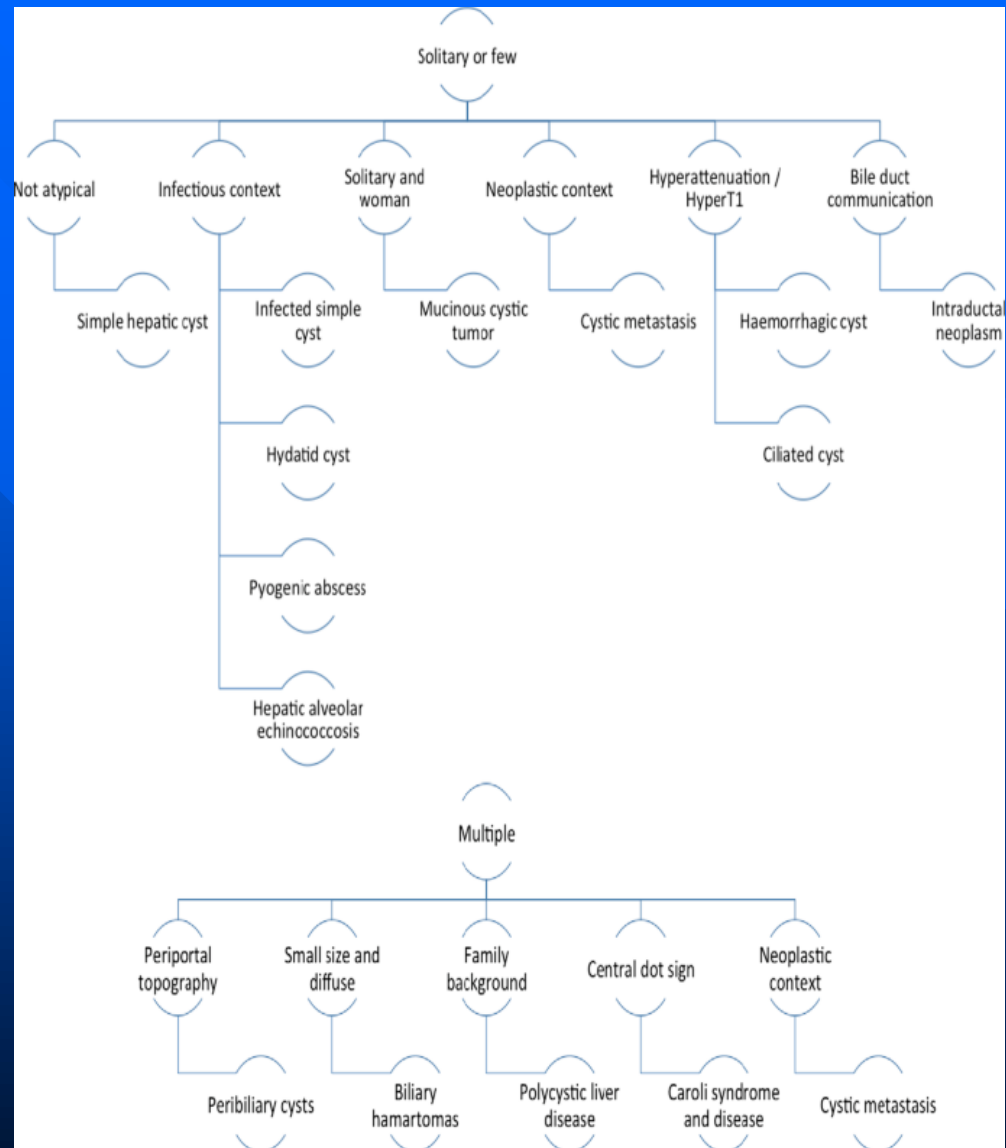 Solitary or few
Not atypical
Infectious context
Solitary and
woman
Neoplastic context
Hyperattenuation /
HyperT1
Bile duct
communication
Simple hepatic cyst
Infected simple
cyst
Mucinous cystic
tumor
Cystic metastasis
Haemorrhagic cyst
Intraductal
neoplasm
Hydatid cyst
Ciliated cyst
Pyogenic abscess
Hepatic alveolar
echinococcosis
Multiple
Periportal
topography
Small size and
diffuse
Family
background
Central dot sign
Neoplastic
context
Peribiliary cysts
Biliary
hamartomas
Polycystic liver
disease
Caroli syndrome
and disease
Cystic metastasis